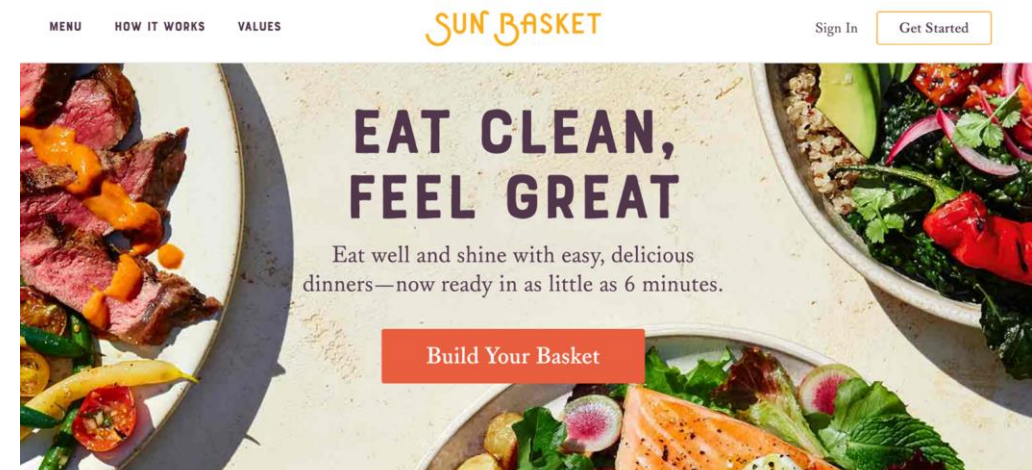 MENU HOW IT WORKS VALUES SUN BASKET Sign In Get Started
EAT CLEAN,
FEEL GREAT
Eat well and shine with easy, delicious
dinners—now ready in as little as 6 minutes.
Build Your Basket